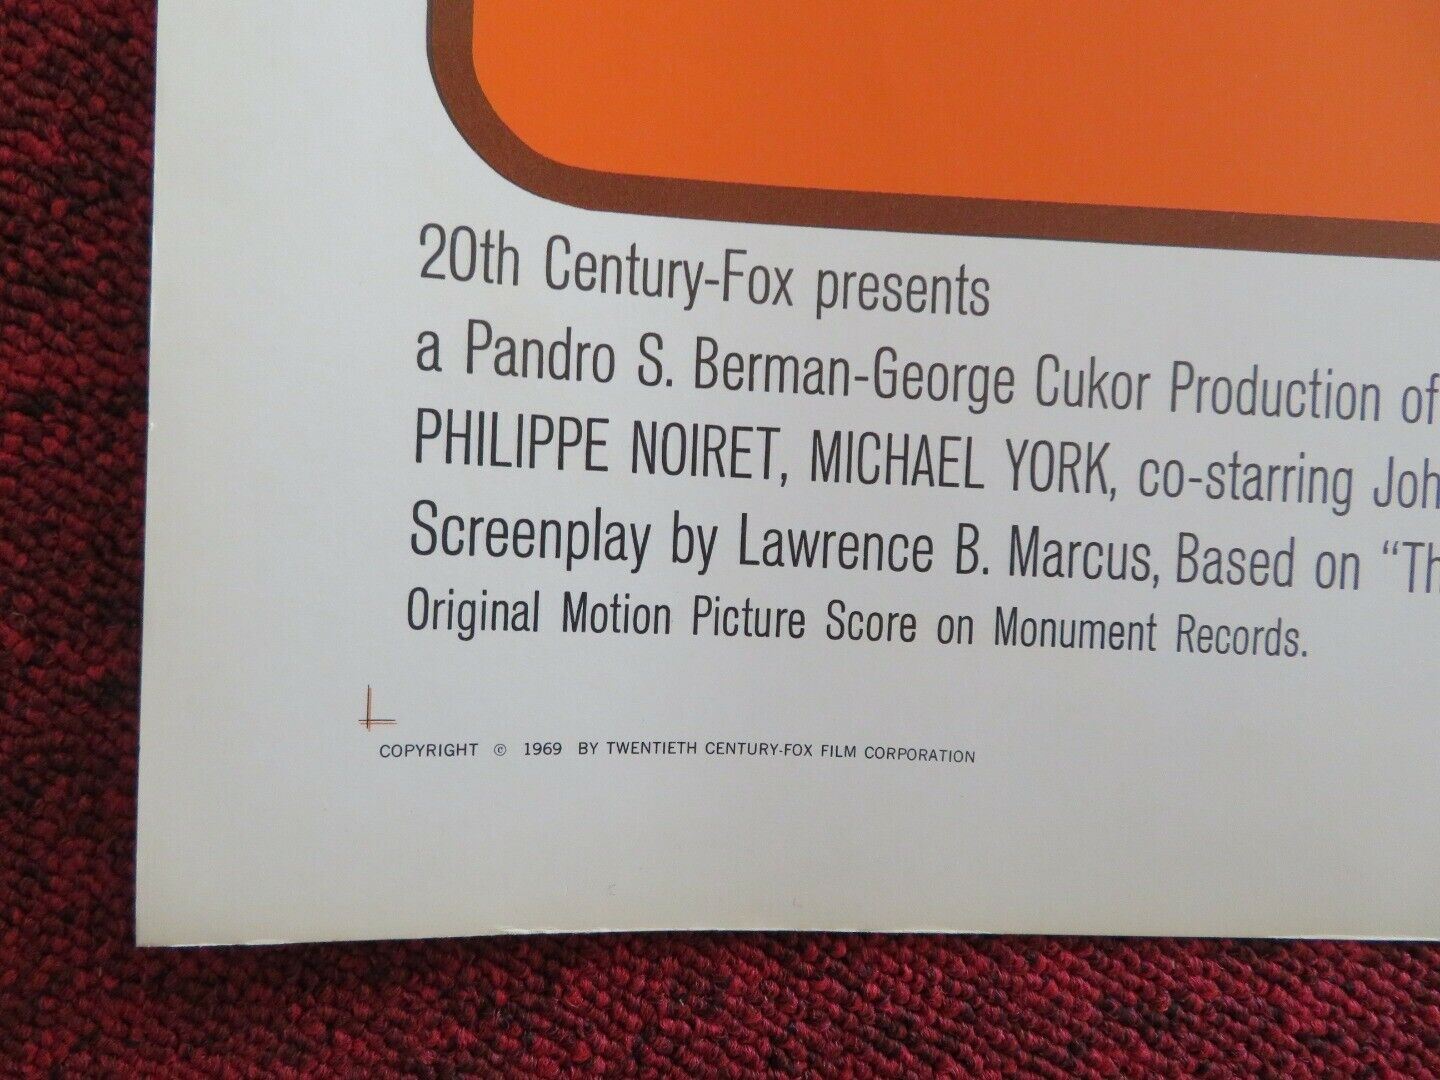 20th Century-Fox presents
a Pandro S. Berman-George Cukor Production of
PHILIPPE NOIRET, MICHAEL YORK, co-starring Joh
Screenplay by Lawrence B. Marcus, Based on “Th
Original Motion Picture Score on Monument Records.
COPYRIGHT © 1969 BY TWENTIETH CENTURY-FOX FILM CORPORATION